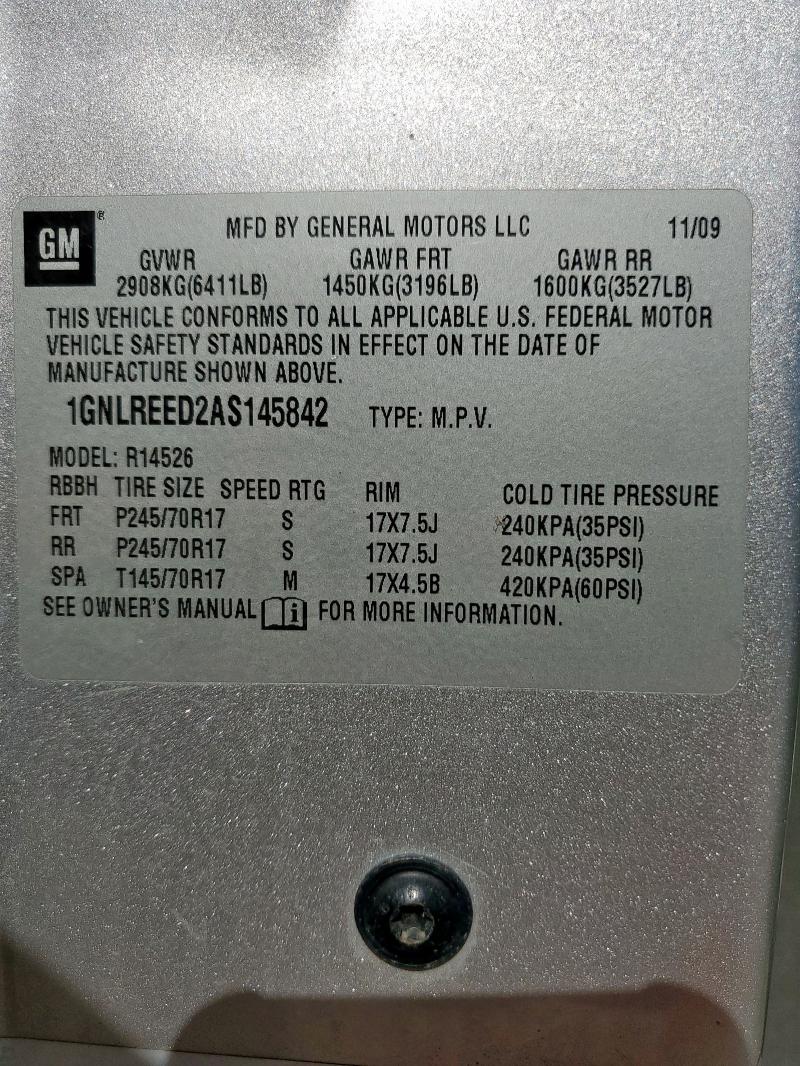 GM®
MFD BY GENERAL MOTORS LLC 11/09
GVWR GAWR FRT GAWR RR
2908KG(6411LB) 1450KG(3196LB) 1600KG(3527LB)
THIS VEHICLE CONFORMS TO ALL APPLICABLE U.S. FEDERAL MOTOR
VEHICLE SAFETY STANDARDS IN EFFECT ON THE DATE OF
MANUFACTURE SHOWN ABOVE.
1GNLREED2AS145842 TYPE: M.P.V.
MODEL: R14526
RBBH TIRE SIZE SPEED RTG RIM COLD TIRE PRESSURE
FRT P245/70R17 S 17X7.5J 240KPA(35PSI)
RR P245/70R17 S 17X7.5J 240KPA(35PSI)
SPA T145/70R17 M 17X4.5B 420KPA(60PSI)
SEE OWNER'S MANUAL i FOR MORE INFORMATION.